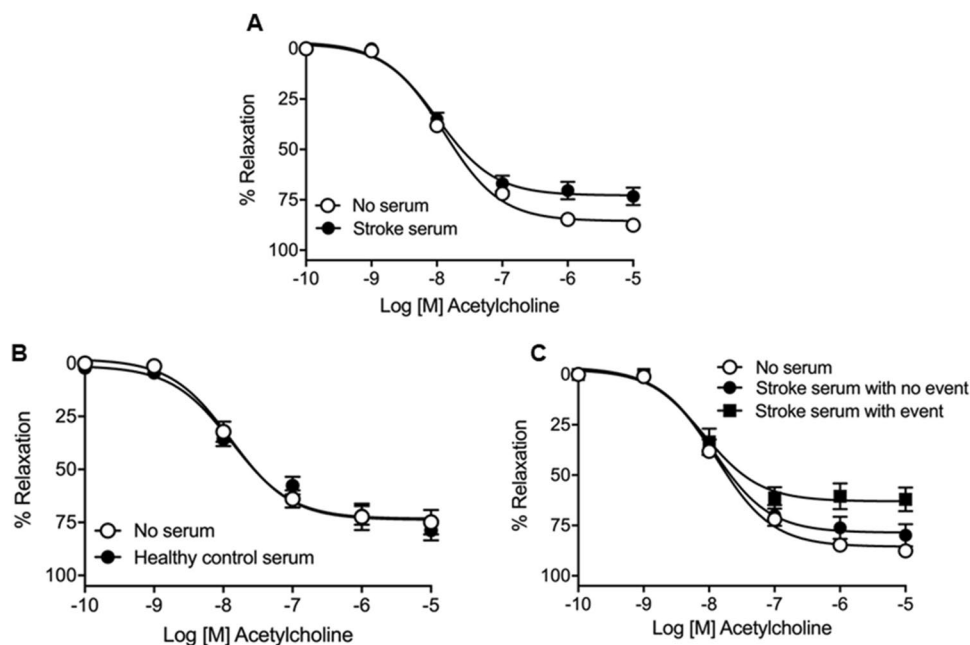 A
0
25
50
75
100
% Relaxation
No serum
Stroke serum
-10 -9 -8 -7 -6 -5
Log [M] Acetylcholine
B
0
25
50
75
100
% Relaxation
No serum
Healthy control serum
-10 -9 -8 -7 -6 -5
Log [M] Acetylcholine
C
0
25
50
75
100
% Relaxation
No serum
Stroke serum with no event
Stroke serum with event
-10 -9 -8 -7 -6 -5
Log [M] Acetylcholine